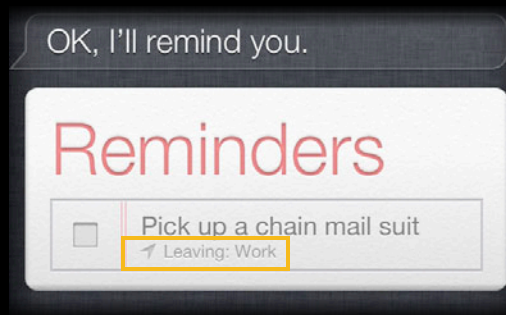 OK, I'll remind you.
Reminders
Pick up a chain mail suit
Leaving: Work